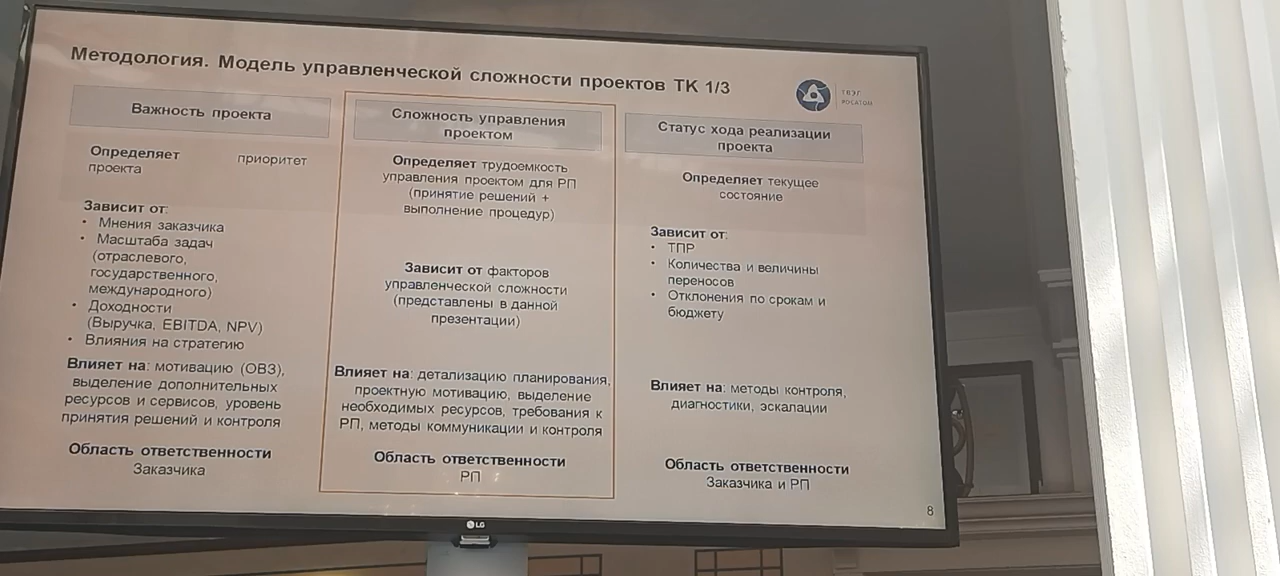 Методология. Модель управленческой сложности проектов ТК 1/3
ТВЭЛ
РОСАТОМ
Важность проекта
Определяет приоритет
проекта
Зависит от:
• Мнения заказчика
• Масштаба задач
(отраслевого,
государственного,
международного)
• Доходности
(Выручка, EBITDA, NPV)
• Влияния на стратегию
Влияет на: мотивацию (ОВЗ),
выделение дополнительных
ресурсов и сервисов, уровень
принятия решений и контроля
Область ответственности
Заказчика
Сложность управления
проектом
Определяет трудоемкость
управления проектом для РП
(принятие решений +
выполнение процедур)
Зависит от факторов
управленческой сложности
(представлены в данной
презентации)
Влияет на: детализацию планирования,
проектную мотивацию, выделение
необходимых ресурсов, требования к
РП, методы коммуникации и контроля
Область ответственности
РП
Статус хода реализации
проекта
Определяет текущее
состояние
Зависит от:
• ТПР
• Количества и величины
переносов
• Отклонения по срокам и
бюджету
Влияет на: методы контроля,
диагностики, эскалации
Область ответственности
Заказчика и РП
8
LG